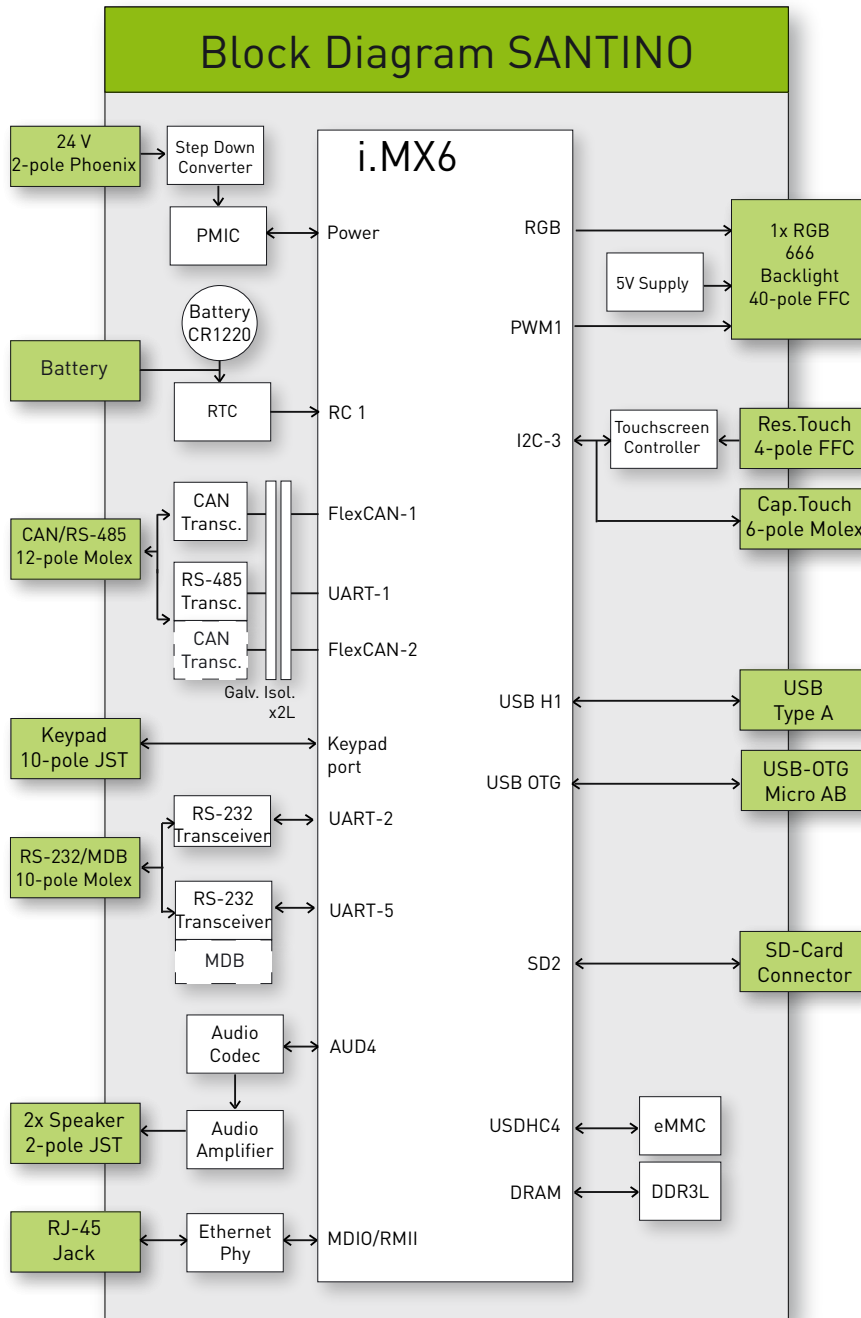 Block Diagram SANTINO
i.MX6
24 V
2-pole Phoenix
Step Down
Converter
PMIC
Power
Battery
CR1220
Battery
RTC
RC 1
CAN/RS-485
12-pole Molex
CAN
Transc.
FlexCAN-1
RS-485
Transc.
UART-1
CAN
Transc.
FlexCAN-2
Galv. Isol.
x2L
Keypad
10-pole JST
Keypad
port
RS-232/MDB
10-pole Molex
RS-232
Transceiver
UART-2
RS-232
Transceiver
UART-5
MDB
Audio
Codec
AUD4
2x Speaker
2-pole JST
Audio
Amplifier
RJ-45
Jack
Ethernet
Phy
MDIO/RMII
RGB
5V Supply
PWM1
1x RGB
666
Backlight
40-pole FFC
I2C-3
Touchscreen
Controller
Res.Touch
4-pole FFC
Cap.Touch
6-pole Molex
USB H1
USB
Type A
USB OTG
USB-OTG
Micro AB
SD2
SD-Card
Connector
USDHC4
eMMC
DRAM
DDR3L